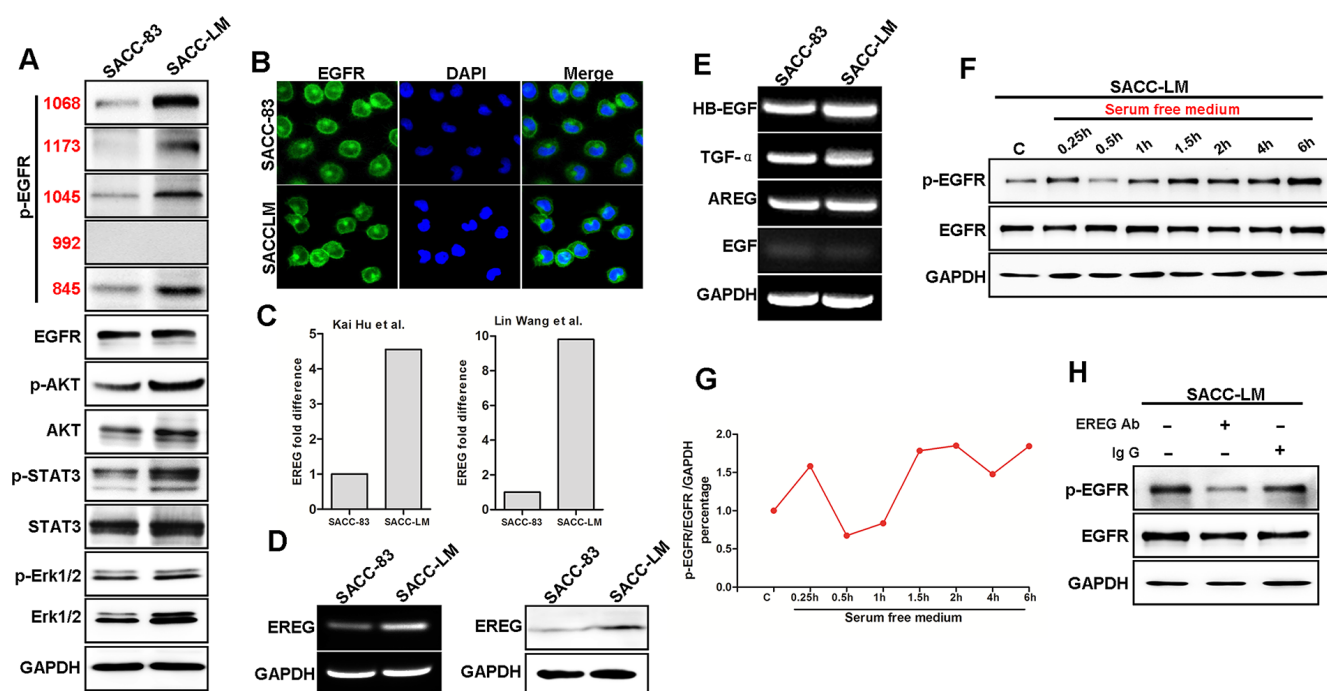 A
SACC-83
SACC-LM
p-EGFR
1068
1173
1045
992
845
EGFR
p-AKT
AKT
p-STAT3
STAT3
p-Erk1/2
Erk1/2
GAPDH
B
EGFR DAPI Merge
SACC-83
SACCLM
C
Kai Hu et al.
EREG fold difference
5
4
3
2
1
0
SACC-83 SACC-LM
Lin Wang et al.
EREG fold difference
10
8
6
4
2
0
SACC-83 SACC-LM
D
SACC-83
SACC-LM
EREG
GAPDH
SACC-83
SACC-LM
EREG
GAPDH
E
SACC-83
SACC-LM
HB-EGF
TGF-α
AREG
EGF
GAPDH
F
SACC-LM
Serum free medium
C 0.25h 0.5h 1h 1.5h 2h 4h 6h
p-EGFR
EGFR
GAPDH
G
p-EGFR/EGFR /GAPDH
percentage
2.0
1.5
1.0
0.5
0.0
C 0.25h 0.5h 1h 1.5h 2h 4h 6h
Serum free medium
H
SACC-LM
EREG Ab – + –
Ig G – – +
p-EGFR
EGFR
GAPDH